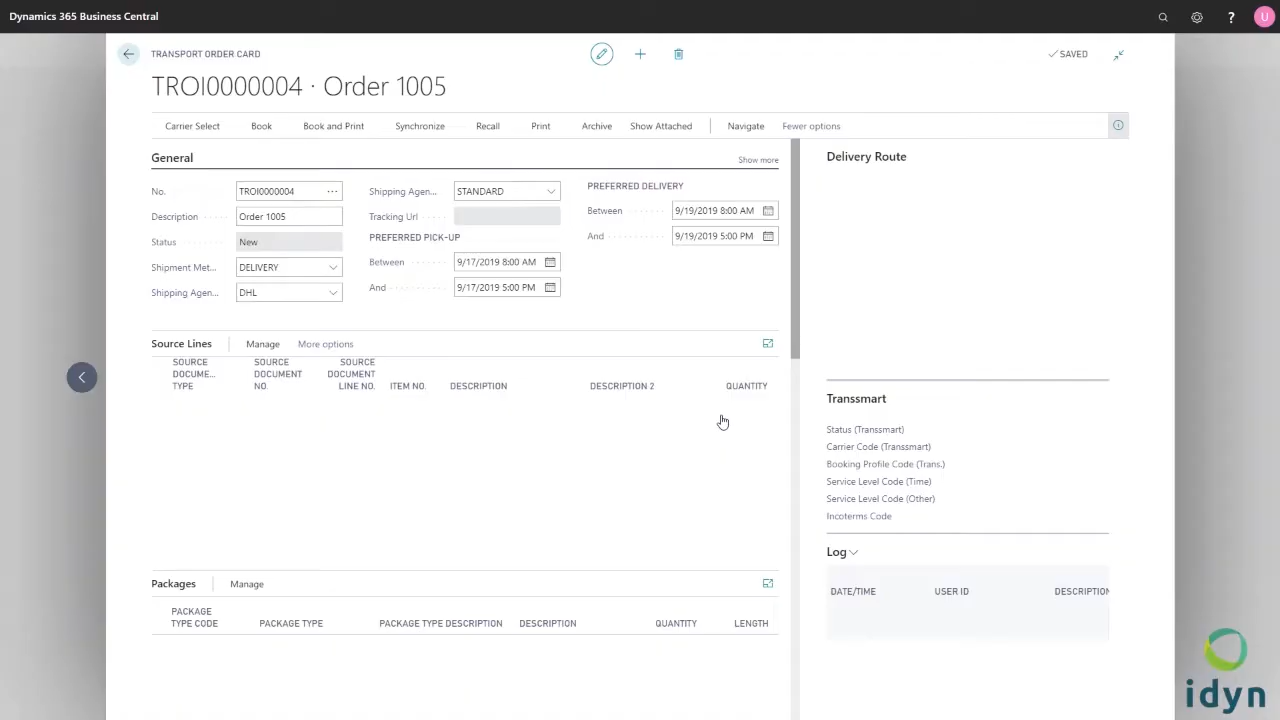 Dynamics 365 Business Central
?
U
TRANSPORT ORDER CARD
SAVED
TROI0000004 · Order 1005
Carrier Select
Book
Book and Print
Synchronize
Recall
Print
Archive
Show Attached
Navigate
Fewer options
General
Show more
No.
TROI0000004
...
Description
Order 1005
Status
New
Shipment Met...
DELIVERY
Shipping Agen...
DHL
Shipping Agen...
STANDARD
Tracking Url
PREFERRED PICK-UP
Between
9/17/2019 8:00 AM
And
9/17/2019 5:00 PM
PREFERRED DELIVERY
Between
9/19/2019 8:00 AM
And
9/19/2019 5:00 PM
Source Lines
Manage
More options
SOURCE
DOCUME...
TYPE
SOURCE
DOCUMENT
NO.
SOURCE
DOCUMENT
LINE NO.
ITEM NO.
DESCRIPTION
DESCRIPTION 2
QUANTITY
Packages
Manage
PACKAGE
TYPE CODE
PACKAGE TYPE
PACKAGE TYPE DESCRIPTION
DESCRIPTION
QUANTITY
LENGTH
Delivery Route
Transsmart
Status (Transsmart)
Carrier Code (Transsmart)
Booking Profile Code (Trans.)
Service Level Code (Time)
Service Level Code (Other)
Incoterms Code
Log
DATE/TIME
USER ID
DESCRIPTION
idyn